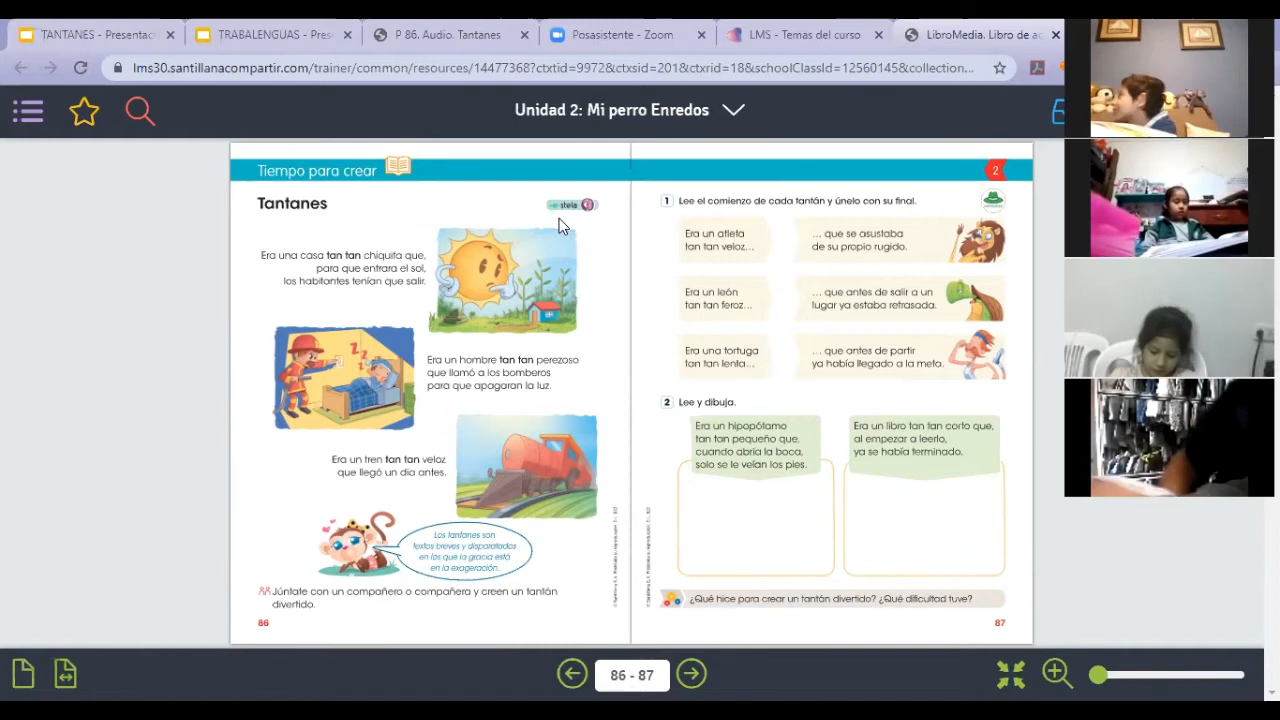 TANTANES - Presentac
TRABALENGUAS - Pres
P 86. Audio. Tant
Posasistente - Zoom
LMS - Temas del curso
LibroMedia. Libro de ac
lms30.santillanacompartir.com/trainer/common/resources/14477368?ctxtid=9972&ctxsid=201&ctxrid=18&schoolClassId=12560145&collection...
Unidad 2: Mi perro Enredos
Tiempo para crear
Tantanes
stela
Era una casa tan tan chiquita que,
para que entrara el sol,
los habitantes tenían que salir.
Era un hombre tan tan perezoso
que llamó a los bomberos
para que apagaran la luz.
Era un tren tan tan veloz
que llegó un día antes.
Los tantanes son
textos breves y disparatados
en los que la gracia está
en la exageración.
Júntate con un compañero o compañera y creen un tantán
divertido.
86
2
1 Lee el comienzo de cada tantán y únelo con su final.
Era un atleta
tan tan veloz...
... que se asustaba
de su propio rugido.
Era un león
tan tan feroz...
... que antes de salir a un
lugar ya estaba retrasada.
Era una tortuga
tan tan lenta...
... que antes de partir
ya había llegado a la meta.
2 Lee y dibuja.
Era un hipopótamo
tan tan pequeño que,
cuando abría la boca,
solo se le veían los pies.
Era un libro tan tan corto que,
al empezar a leerlo,
ya se había terminado.
¿Qué hice para crear un tantán divertido? ¿Qué dificultad tuve?
87
86 - 87